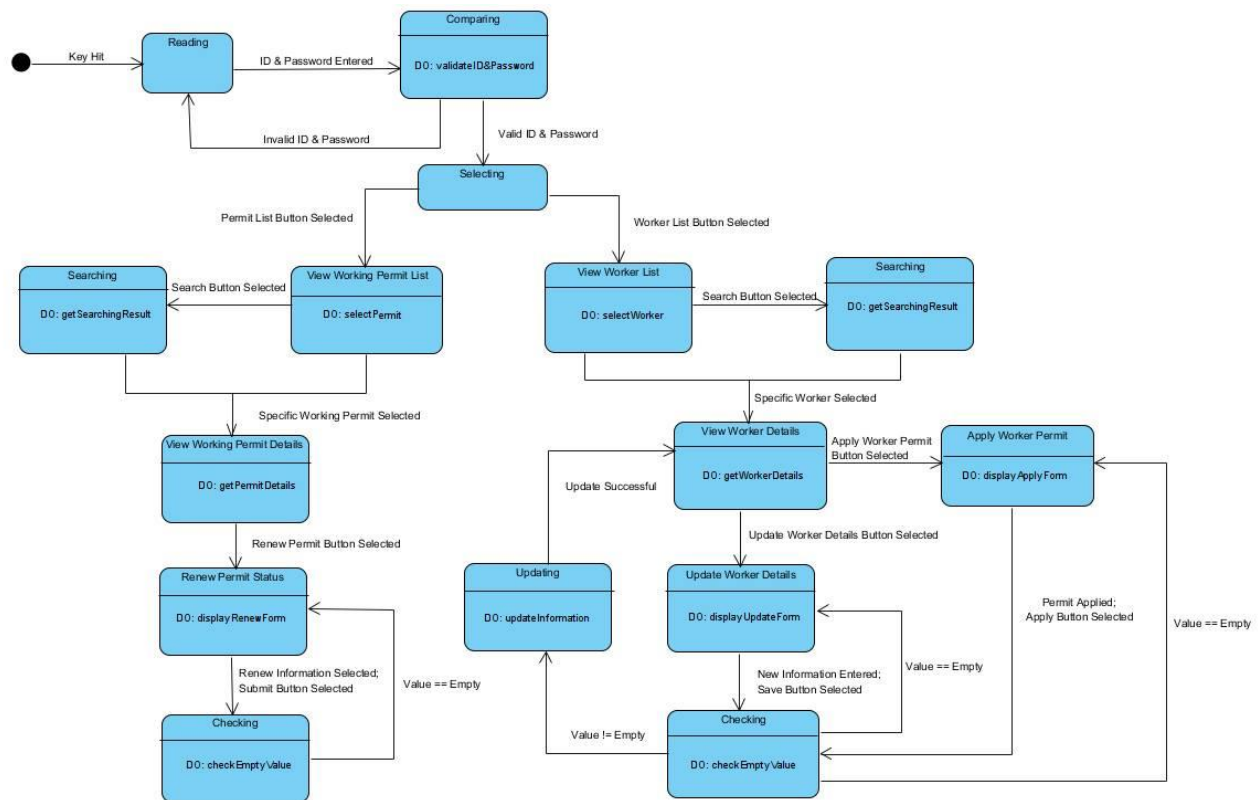 Comparing
Reading
Key Hit
ID & Password Entered
DO: validateID&Password
Invalid ID & Password
Valid ID & Password
Selecting
Permit List Button Selected
Worker List Button Selected
Searching
View Working Permit List
View Worker List
Searching
Search Button Selected
Search Button Selected
DO: getSearchingResult
DO: selectPermit
DO: selectWorker
DO: getSearchingResult
Specific Working Permit Selected
Specific Worker Selected
View Working Permit Details
View Worker Details
Apply Worker Permit
Button Selected
Apply Worker Permit
DO: getPermitDetails
DO: getWorkerDetails
DO: displayApplyForm
Update Successful
Renew Permit Button Selected
Update Worker Details Button Selected
Renew Permit Status
Updating
Update Worker Details
DO: displayRenewForm
DO: updateInformation
DO: displayUpdateForm
Permit Applied;
Apply Button Selected
Value == Empty
Renew Information Selected;
Submit Button Selected
Value == Empty
New Information Entered;
Save Button Selected
Value == Empty
Checking
Value != Empty
Checking
DO: checkEmptyValue
DO: checkEmptyValue